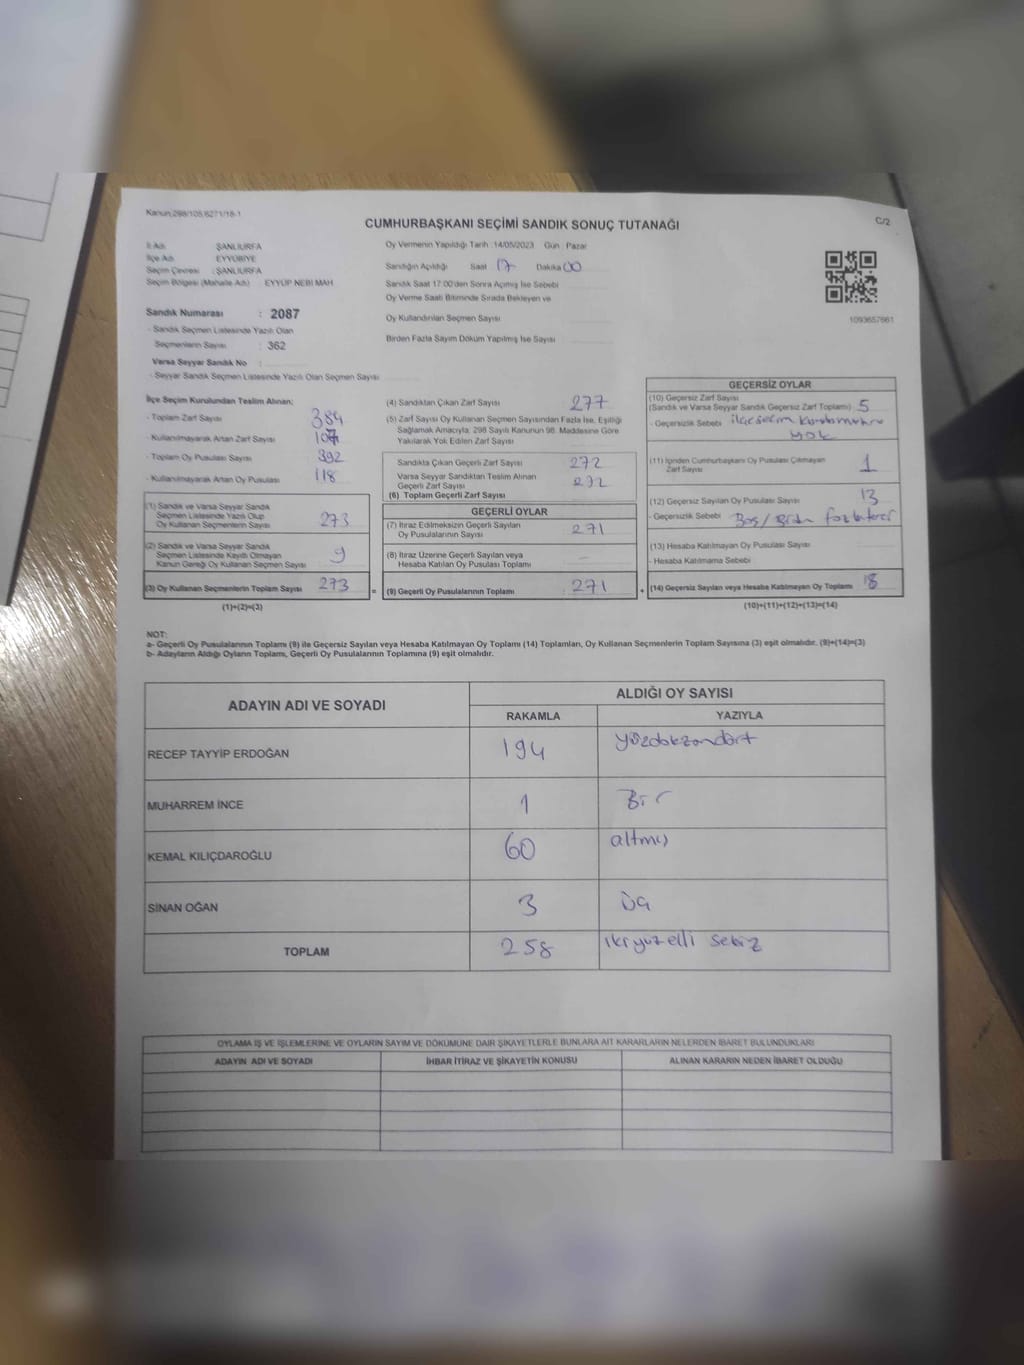 Kanun:298/105,6271/18-1
C/2
CUMHURBAŞKANI SEÇİMİ SANDIK SONUÇ TUTANAĞI
İl Adı : ŞANLIURFA
İlçe Adı : EYYÜBİYE
Seçim Çevresi : ŞANLIURFA
Seçim Bölgesi (Mahalle Adı) : EYYÜP NEBİ MAH
Sandık Numarası : 2087
- Sandık Seçmen Listesinde Yazılı Olan
Seçmenlerin Sayısı : 362
Varsa Seyyar Sandık No :
- Seyyar Sandık Seçmen Listesinde Yazılı Olan Seçmen Sayısı
Oy Vermenin Yapıldığı Tarih :14/05/2023 Gün : Pazar
Sandığın Açıldığı Saat 17 Dakika 00
Sandık Saat 17:00'den Sonra Açılmış İse Sebebi
Oy Verme Saati Bitiminde Sırada Bekleyen ve
Oy Kullandırılan Seçmen Sayısı
Birden Fazla Sayım Döküm Yapılmış İse Sayısı
1093657661
İlçe Seçim Kurulundan Teslim Alınan:
- Toplam Zarf Sayısı 384
- Kullanılmayarak Artan Zarf Sayısı 107
- Toplam Oy Pusulası Sayısı 392
- Kullanılmayarak Artan Oy Pusulası 118
(1) Sandık ve Varsa Seyyar Sandık
Seçmen Listesinde Yazılı Olup
Oy Kullanan Seçmenlerin Sayısı 273
(2) Sandık ve Varsa Seyyar Sandık
Seçmen Listesinde Kayıtlı Olmayan
Kanun Gereği Oy Kullanan Seçmen Sayısı 9
(3) Oy Kullanan Seçmenlerin Toplam Sayısı 273 =
(1)+(2)=(3)
(4) Sandıktan Çıkan Zarf Sayısı 277
(5) Zarf Sayısı Oy Kullanan Seçmen Sayısından Fazla İse, Eşitliği
Sağlamak Amacıyla, 298 Sayılı Kanunun 98. Maddesine Göre
Yakılarak Yok Edilen Zarf Sayısı
Sandıkta Çıkan Geçerli Zarf Sayısı 272
Varsa Seyyar Sandıktan Teslim Alınan
Geçerli Zarf Sayısı 272
(6) Toplam Geçerli Zarf Sayısı
GEÇERLİ OYLAR
(7) İtiraz Edilmeksizin Geçerli Sayılan
Oy Pusulalarının Sayısı 271
(8) İtiraz Üzerine Geçerli Sayılan veya
Hesaba Katılan Oy Pusulası Toplamı
(9) Geçerli Oy Pusulalarının Toplamı : 271 +
GEÇERSİZ OYLAR
(10) Geçersiz Zarf Sayısı
(Sandık ve Varsa Seyyar Sandık Geçersiz Zarf Toplamı) 5
- Geçersizlik Sebebi ilçe seçim
yok
(11) İçinden Cumhurbaşkanı Oy Pusulası Çıkmayan
Zarf Sayısı 1
(12) Geçersiz Sayılan Oy Pusulası Sayısı 13
- Geçersizlik Sebebi Boş/Birden
(13) Hesaba Katılmayan Oy Pusulası Sayısı
- Hesaba Katılmama Sebebi
(14) Geçersiz Sayılan veya Hesaba Katılmayan Oy Toplamı 18
(10)+(11)+(12)+(13)=(14)
NOT:
a- Geçerli Oy Pusulalarının Toplamı (9) ile Geçersiz Sayılan veya Hesaba Katılmayan Oy Toplamı (14) Toplamları, Oy Kullanan Seçmenlerin Toplam Sayısına (3) eşit olmalıdır. (9)+(14)=(3)
b- Adayların Aldığı Oyların Toplamı, Geçerli Oy Pusulalarının Toplamına (9) eşit olmalıdır.
ADAYIN ADI VE SOYADI
ALDIĞI OY SAYISI
RAKAMLA YAZIYLA
RECEP TAYYİP ERDOĞAN 194 yüzdoksandört
MUHARREM İNCE 1 Bir
KEMAL KILIÇDAROĞLU 60 altmış
SİNAN OĞAN 3 üç
TOPLAM 258 ikiyüzelli sekiz
OYLAMA İŞ VE İŞLEMLERİNE VE OYLARIN SAYIM VE DÖKÜMÜNE DAİR ŞİKAYETLERLE BUNLARA AİT KARARLARIN NELERDEN İBARET BULUNDUKLARI
ADAYIN ADI VE SOYADI İHBAR İTİRAZ VE ŞİKAYETİN KONUSU ALINAN KARARIN NEDEN İBARET OLDUĞU